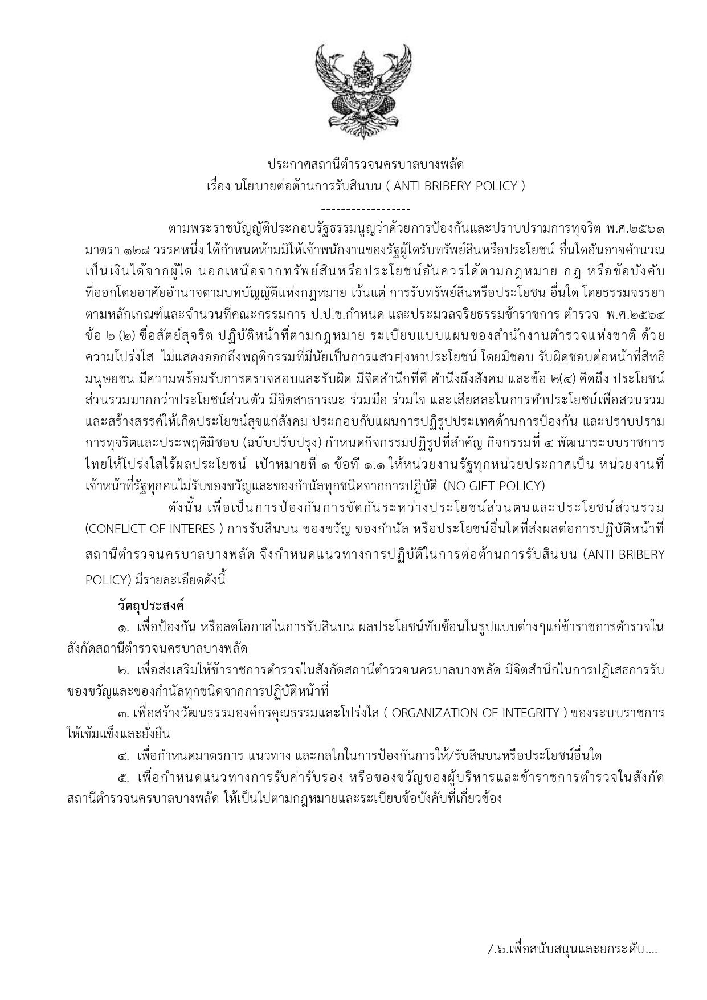 ประกาศสถานีตำรวจนครบาลบางพลัด
เรื่อง นโยบายต่อต้านการรับสินบน ( ANTI BRIBERY POLICY )
------------------
ตามพระราชบัญญัติประกอบรัฐธรรมนูญว่าด้วยการป้องกันและปราบปรามการทุจริต พ.ศ.๒๕๖๑
มาตรา ๑๒๘ วรรคหนึ่ง ได้กำหนดห้ามมิให้เจ้าพนักงานของรัฐผู้ใดรับทรัพย์สินหรือประโยชน์ อื่นใดอันอาจคำนวณ
เป็นเงินได้จากผู้ใด นอกเหนือจากทรัพย์สินหรือประโยชน์อันควรได้ตามกฎหมาย กฎ หรือข้อบังคับ
ที่ออกโดยอาศัยอำนาจตามบทบัญญัติแห่งกฎหมาย เว้นแต่ การรับทรัพย์สินหรือประโยชน อื่นใด โดยธรรมจรรยา
ตามหลักเกณฑ์และจำนวนที่คณะกรรมการ ป.ป.ช.กำหนด และประมวลจริยธรรมข้าราชการ ตำรวจ พ.ศ.๒๕๖๔
ข้อ ๒ (๒) ซื่อสัตย์สุจริต ปฏิบัติหน้าที่ตามกฎหมาย ระเบียบแบบแผนของสำนักงานตำรวจแห่งชาติ ด้วย
ความโปร่งใส ไม่แสดงออกถึงพฤติกรรมที่มีนัยเป็นการแสวF[งหาประโยชน์ โดยมิชอบ รับผิดชอบต่อหน้าที่สิทธิ
มนุษยชน มีความพร้อมรับการตรวจสอบและรับผิด มีจิตสำนึกที่ดี คำนึงถึงสังคม และข้อ ๒(๔) คิดถึง ประโยชน์
ส่วนรวมมากกว่าประโยชน์ส่วนตัว มีจิตสาธารณะ ร่วมมือ ร่วมใจ และเสียสละในการทำประโยชน์เพื่อสวนรวม
และสร้างสรรค์ให้เกิดประโยชน์สุขแก่สังคม ประกอบกับแผนการปฏิรูปประเทศด้านการป้องกัน และปราบปราม
การทุจริตและประพฤติมิชอบ (ฉบับปรับปรุง) กำหนดกิจกรรมปฏิรูปที่สำคัญ กิจกรรมที่ ๔ พัฒนาระบบราชการ
ไทยให้โปร่งใสไร้ผลประโยชน์ เป้าหมายที่ ๑ ข้อที ๑.๑ ให้หน่วยงานรัฐทุกหน่วยประกาศเป็น หน่วยงานที่
เจ้าหน้าที่รัฐทุกคนไม่รับของขวัญและของกำนัลทุกชนิดจากการปฏิบัติ (NO GIFT POLICY)
ดังนั้น เพื่อเป็นการป้องกันการขัดกันระหว่างประโยชน์ส่วนตนและประโยชน์ส่วนรวม
(CONFLICT OF INTERES ) การรับสินบน ของขวัญ ของกำนัล หรือประโยชน์อื่นใดที่ส่งผลต่อการปฏิบัติหน้าที่
สถานีตำรวจนครบาลบางพลัด จึงกำหนดแนวทางการปฏิบัติในการต่อต้านการรับสินบน (ANTI BRIBERY
POLICY) มีรายละเอียดดังนี้
วัตถุประสงค์
๑. เพื่อป้องกัน หรือลดโอกาสในการรับสินบน ผลประโยชน์ทับซ้อนในรูปแบบต่างๆแก่ข้าราชการตำรวจใน
สังกัดสถานีตำรวจนครบาลบางพลัด
๒. เพื่อส่งเสริมให้ข้าราชการตำรวจในสังกัดสถานีตำรวจนครบาลบางพลัด มีจิตสำนึกในการปฏิเสธการรับ
ของขวัญและของกำนัลทุกชนิดจากการปฏิบัติหน้าที่
๓. เพื่อสร้างวัฒนธรรมองค์กรคุณธรรมและโปร่งใส ( ORGANIZATION OF INTEGRITY ) ของระบบราชการ
ให้เข้มแข็งและยั่งยืน
๔. เพื่อกำหนดมาตรการ แนวทาง และกลไกในการป้องกันการให้/รับสินบนหรือประโยชน์อื่นใด
๕. เพื่อกำหนดแนวทางการรับค่ารับรอง หรือของขวัญของผู้บริหารและข้าราชการตำรวจในสังกัด
สถานีตำรวจนครบาลบางพลัด ให้เป็นไปตามกฎหมายและระเบียบข้อบังคับที่เกี่ยวข้อง
/.๖.เพื่อสนับสนุนและยกระดับ....